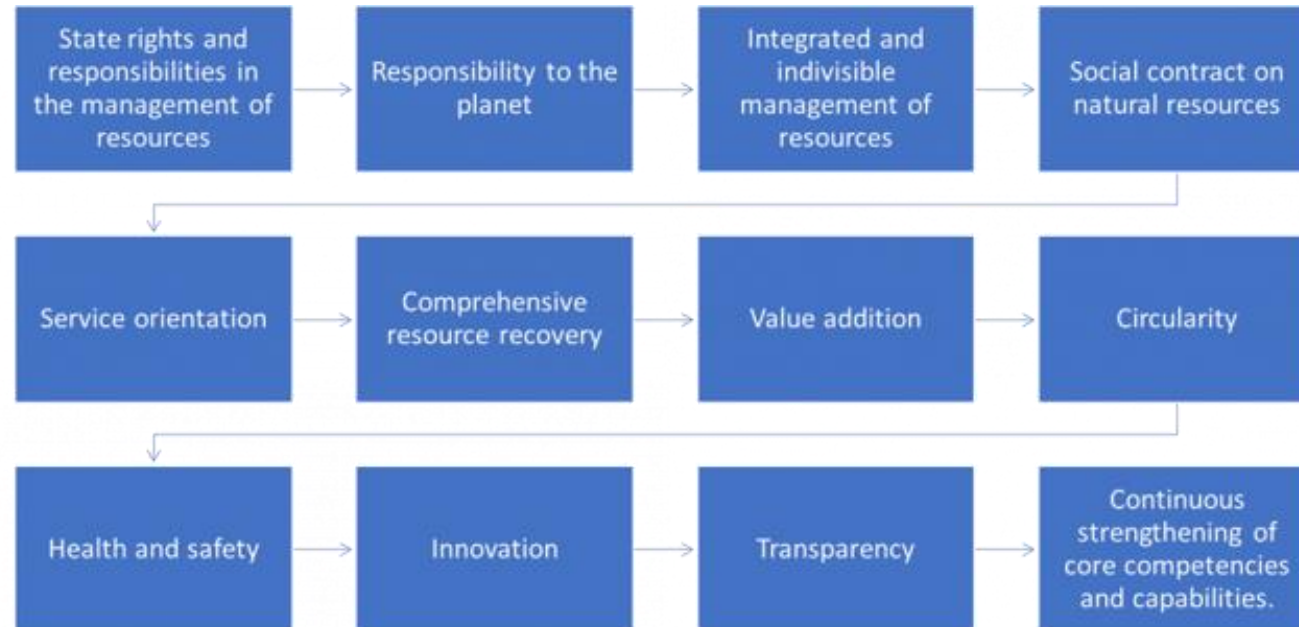 State rights and
responsibilities in
the management of
resources
Responsibility to the
planet
Integrated and
indivisible
management of
resources
Social contract on
natural resources
Service orientation
Comprehensive
resource recovery
Value addition
Circularity
Health and safety
Innovation
Transparency
Continuous
strengthening of
core competencies
and capabilities.